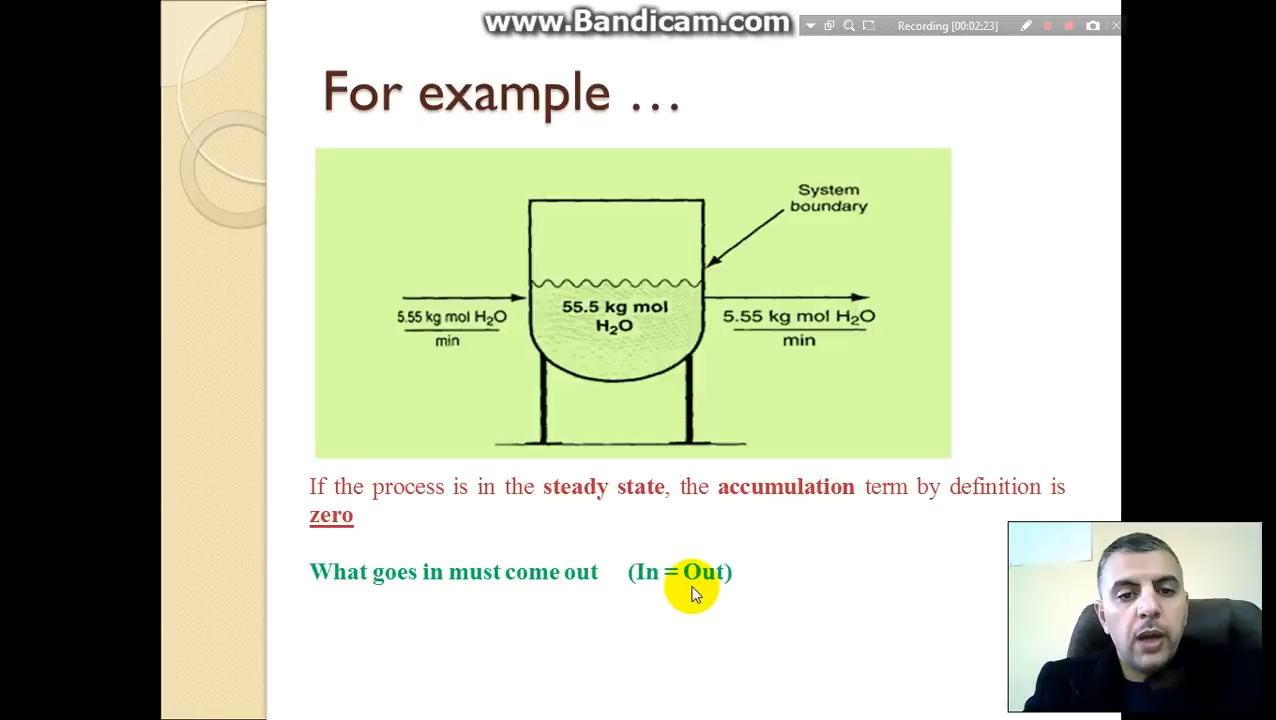 www.Bandicam.com
Recording [00:02:23]
For example …
System
boundary
55.5 kg mol
H₂O
5.55 kg mol H₂O
min
5.55 kg mol H₂O
min
If the process is in the steady state, the accumulation term by definition is
zero
What goes in must come out (In = Out)